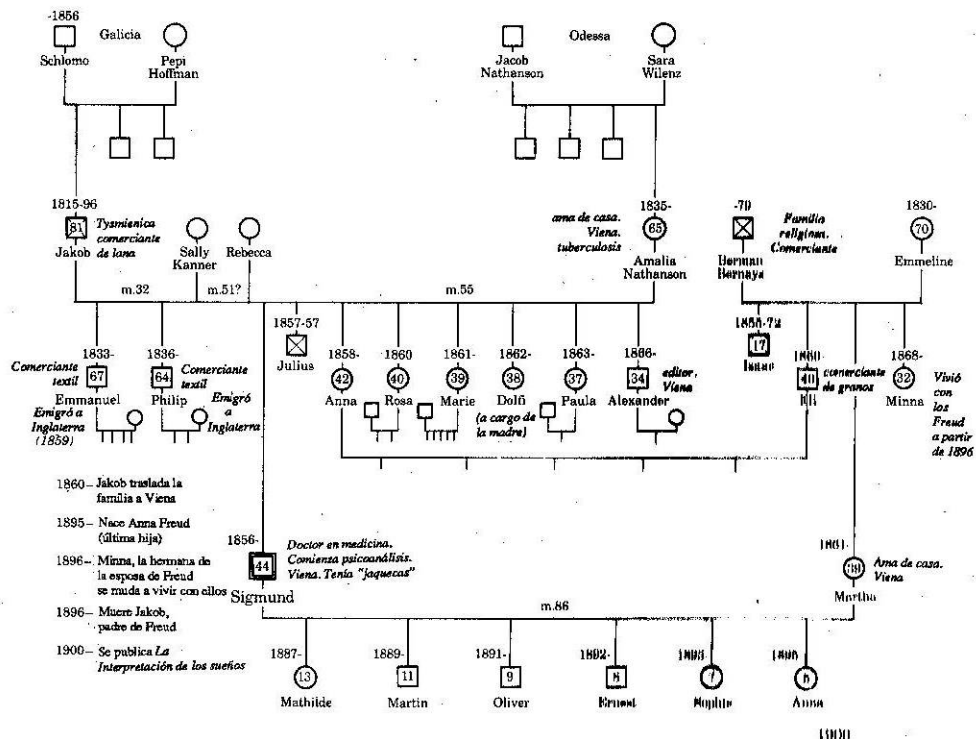 -1856
Galicia
Odessa
Schlomo
Pepi
Hoffman
Jacob
Nathanson
Sara
Wilenz
1815-96
81
Jakob
Tysmienica
comerciante
de lana
Sally
Kanner
Rebecca
ama de casa.
Viena.
tuberculosis
1835-
65
Amalia
Nathanson
-79
Familia
religiosa.
Comerciante
1830-
70
Emmeline
m.32
m.51?
m.55
1833-
Comerciante
textil
67
Emmanuel
Emigró a
Inglaterra
(1859)
1836-
64
Comerciante
textil
Philip
Emigró
a
Inglaterra
1857-57
Julius
1858-
42
Anna
1860
40
Rosa
1861-
39
Marie
1862-
38
Dolfi
(a cargo de
la madre)
1863-
37
Paula
1866-
34
Alexander
editor,
Viena
17
comerciante
de granos
1868-
32
Minna
Vivió
con
los
Freud
a partir
de 1896
1860– Jakob traslada la
familia a Viena
1895– Nace Anna Freud
(última hija)
1896– Minna, la hermana de
la esposa de Freud
se muda a vivir con ellos
1896– Muere Jakob,
padre de Freud
1900– Se publica La
Interpretación de los sueños
1856-
44
Sigmund
Doctor en medicina.
Comienza psicoanálisis.
Viena. Tenía "jaquecas"
Ama de casa.
Viena
Martha
m.86
1887-
13
Mathilde
1889-
11
Martin
1891-
9
Oliver
1892-
Ernest
Sophie
Anna
1900